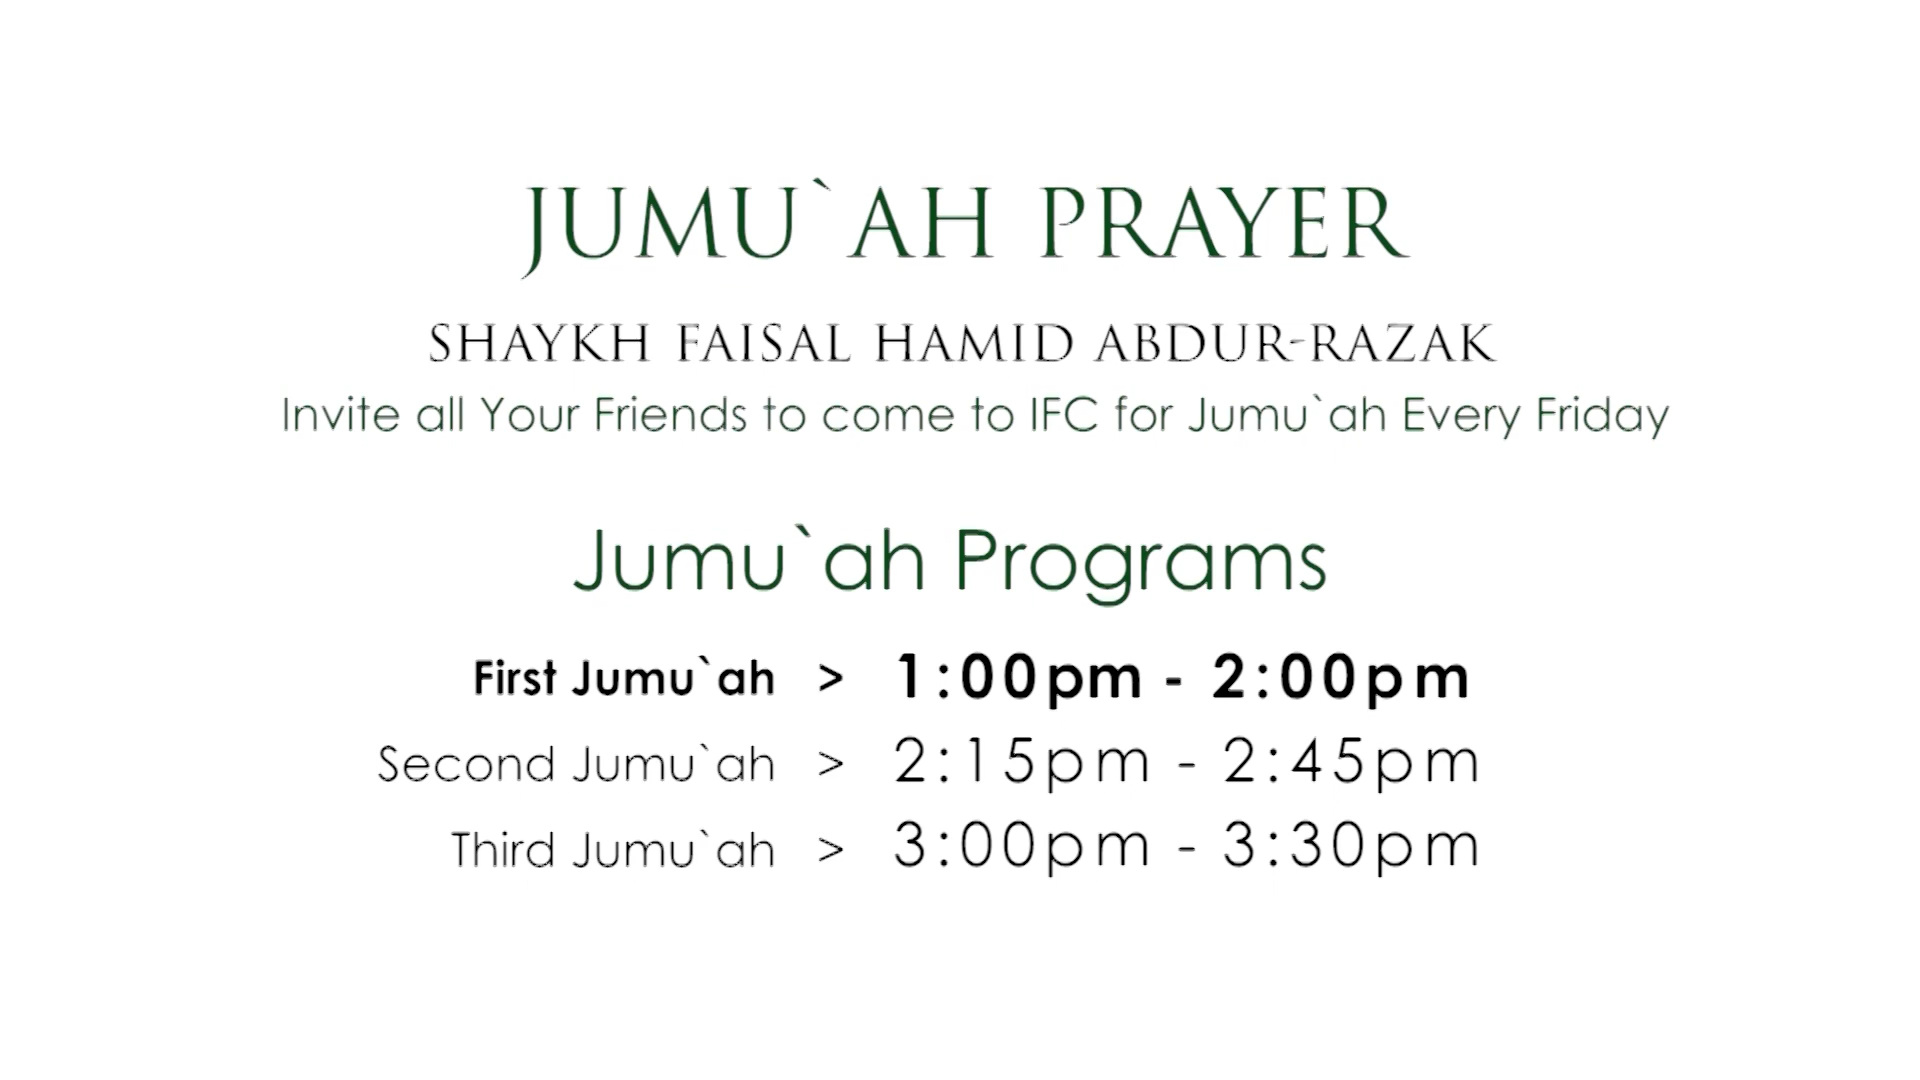 JUMU`AH PRAYER
SHAYKH FAISAL HAMID ABDUR-RAZAK
Invite all Your Friends to come to IFC for Jumu`ah Every Friday
Jumu`ah Programs
First Jumu`ah > 1:00pm - 2:00pm
Second Jumu`ah > 2:15pm - 2:45pm
Third Jumu`ah > 3:00pm - 3:30pm